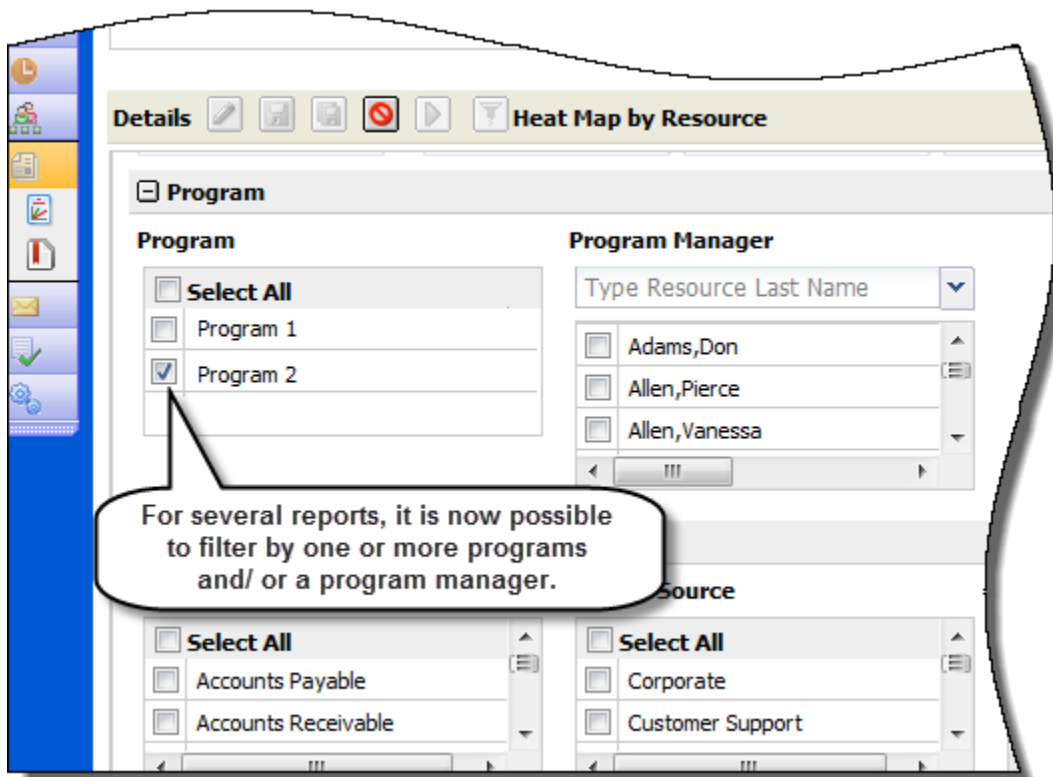 Details Heat Map by Resource
Program
Program Program Manager
Select All
Program 1
Program 2
Type Resource Last Name
Adams,Don
Allen,Pierce
Allen,Vanessa
For several reports, it is now possible
to filter by one or more programs
and/ or a program manager.
Source
Select All
Accounts Payable
Accounts Receivable
Select All
Corporate
Customer Support